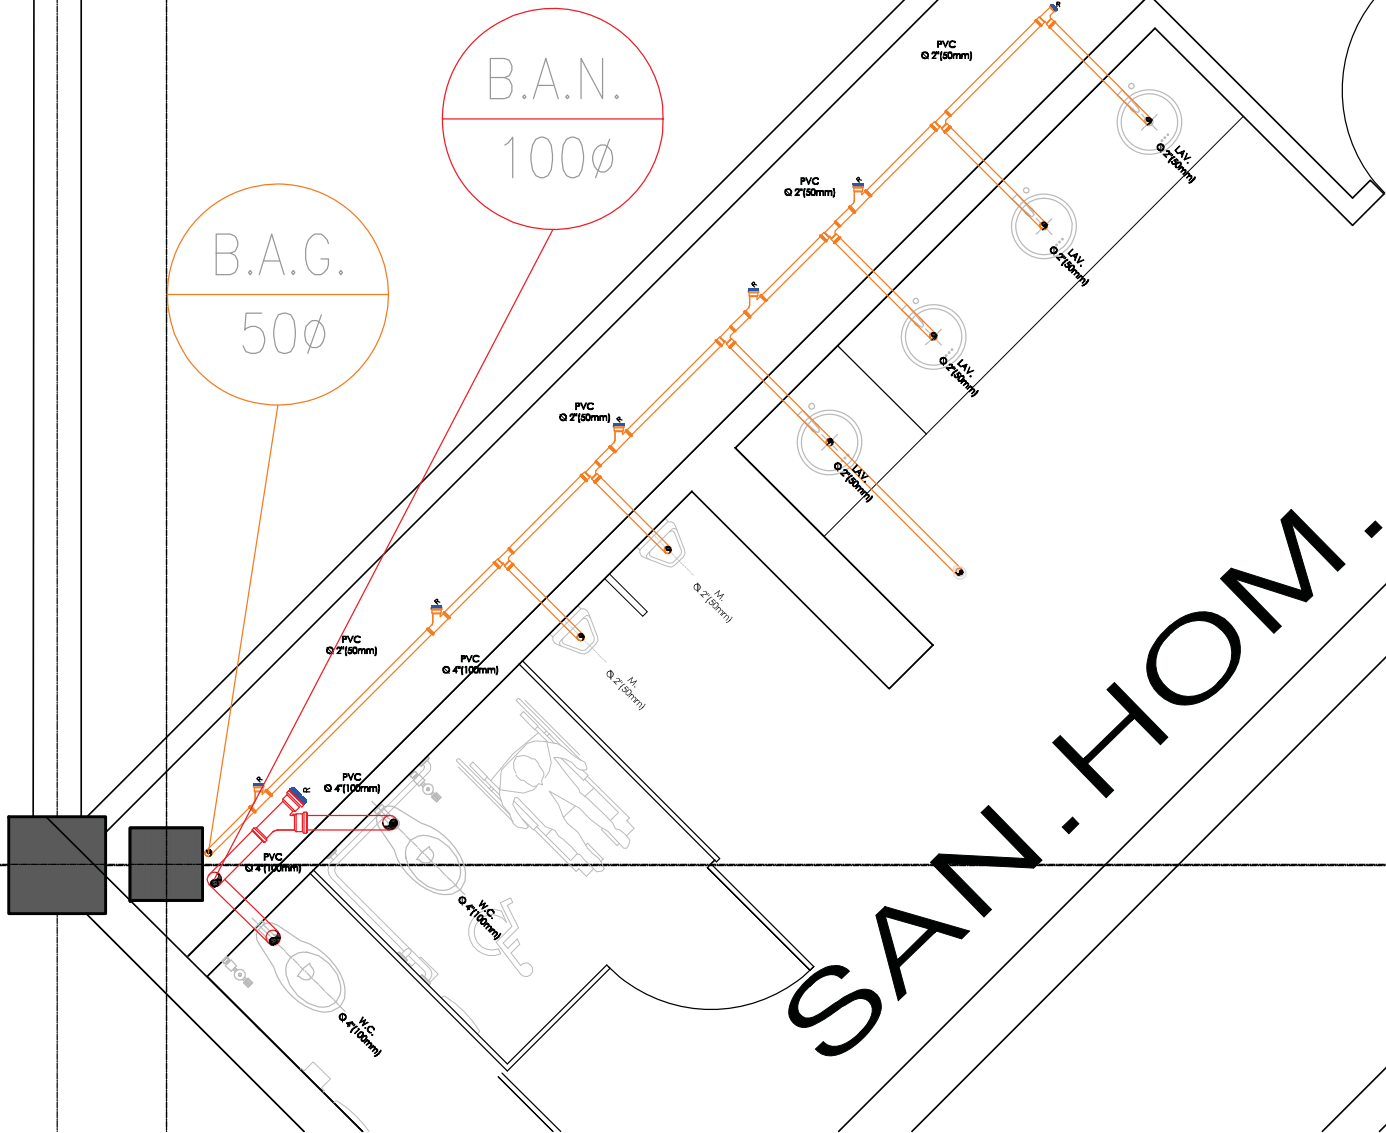 R
PVC
Q 2"(50mm)
B.A.N.
100ø
LAV.
Q 2"(50mm)
R
PVC
Q 2"(50mm)
B.A.G.
50ø
LAV.
Q 2"(50mm)
R
LAV.
Q 2"(50mm)
PVC
Q 2"(50mm)
R
LAV.
Q 2"(50mm)
M.
Q 2"(50mm)
R
PVC
Q 2"(50mm)
PVC
Q 4"(100mm)
M.
Q 2"(50mm)
SAN. HOM.
R
R
PVC
Q 4"(100mm)
PVC
Q 4"(100mm)
W.C.
Q 4"(100mm)
W.C.
Q 4"(100mm)